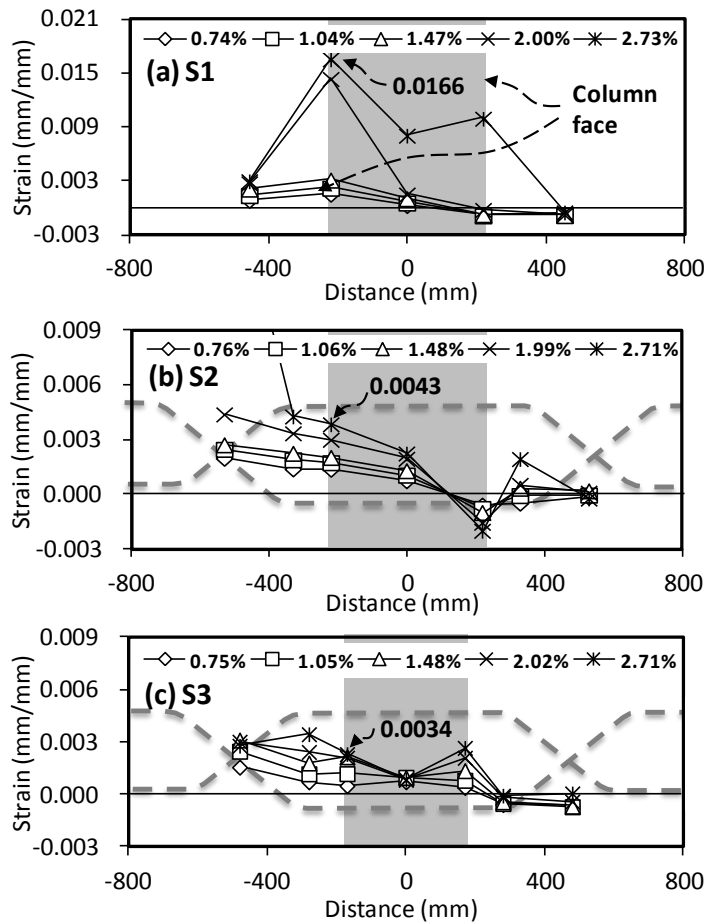 0.021
0.015
0.009
0.003
-0.003
Strain (mm/mm)
0.74% 1.04% 1.47% 2.00% 2.73%
(a) S1
0.0166
Column
face
-800 -400 0 400 800
Distance (mm)
0.009
0.006
0.003
0.000
-0.003
Strain (mm/mm)
0.76% 1.06% 1.48% 1.99% 2.71%
(b) S2
0.0043
-800 -400 0 400 800
Distance (mm)
0.009
0.006
0.003
0.000
-0.003
Strain (mm/mm)
0.75% 1.05% 1.48% 2.02% 2.71%
(c) S3
0.0034
-800 -400 0 400 800
Distance (mm)